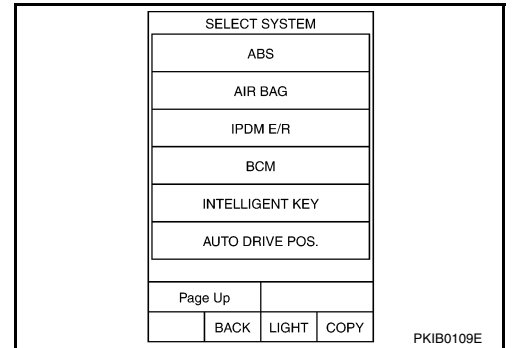 SELECT SYSTEM
ABS
AIR BAG
IPDM E/R
BCM
INTELLIGENT KEY
AUTO DRIVE POS.
Page Up
BACK LIGHT COPY
PKIB0109E